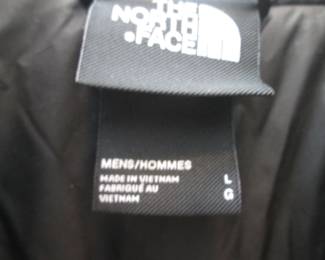 THE
NORTH
FACE
MENS/HOMMES
MADE IN VIETNAM L
FABRIQUÉ AU G
VIETNAM